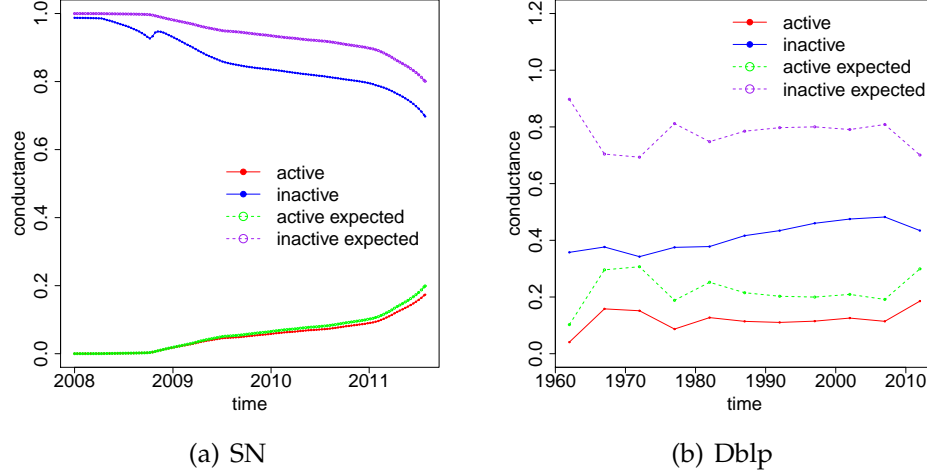 conductance
0.0 0.2 0.4 0.6 0.8 1.0
active
inactive
active expected
inactive expected
2008 2009 2010 2011
time
(a) SN
conductance
0.0 0.2 0.4 0.6 0.8 1.0 1.2
active
inactive
active expected
inactive expected
1960 1970 1980 1990 2000 2010
time
(b) Dblp